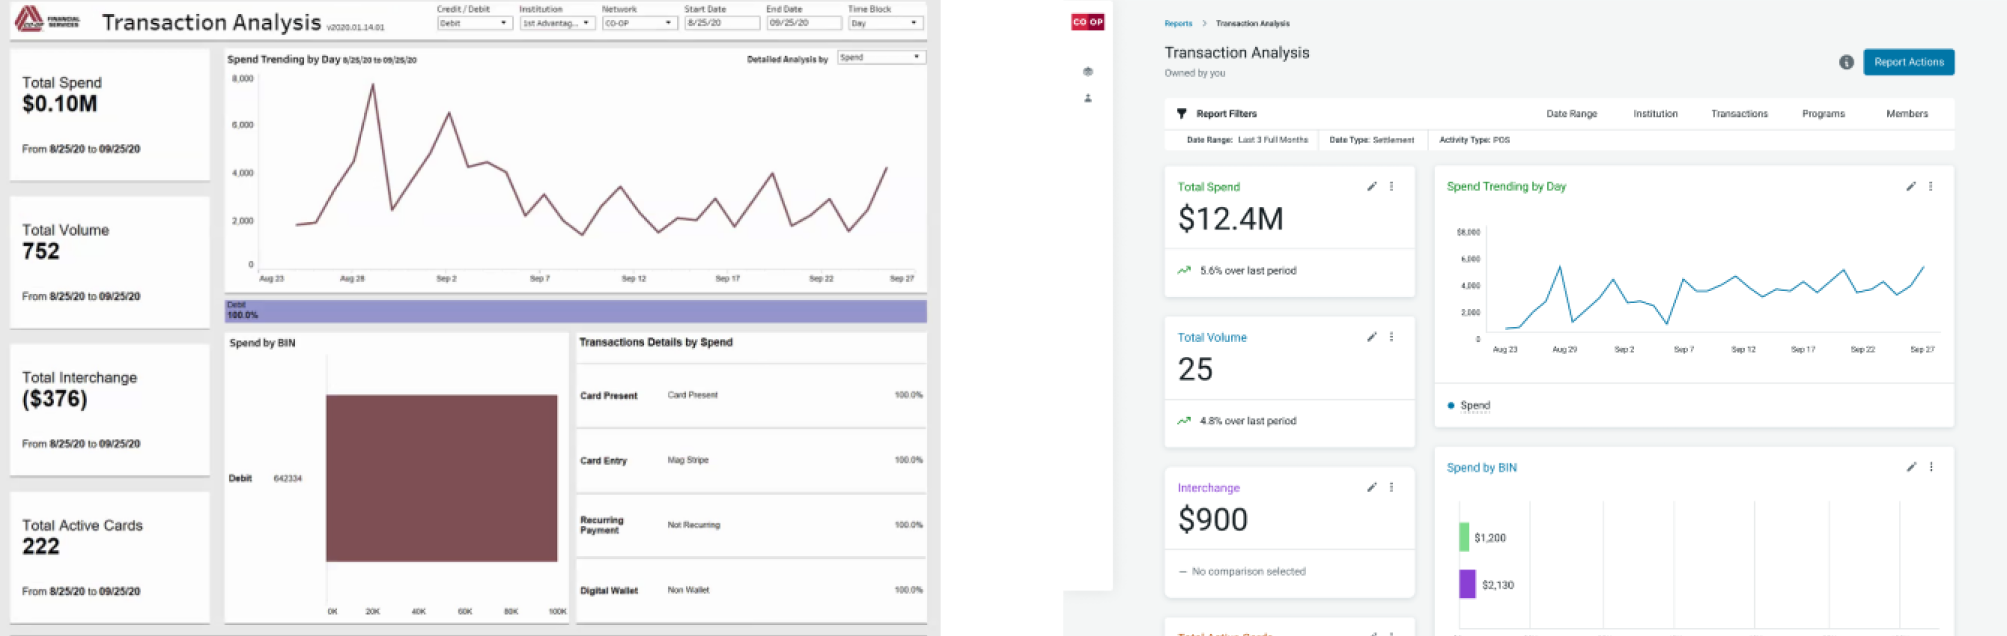 CO-OP
FINANCIAL
SERVICES
Transaction Analysis v2020.01.14.01
Credit / Debit
Debit
Institution
1st Advantag...
Network
CO-OP
Start Date
8/25/20
End Date
09/25/20
Time Block
Day
Total Spend
$0.10M
From 8/25/20 to 09/25/20
Total Volume
752
From 8/25/20 to 09/25/20
Total Interchange
($376)
From 8/25/20 to 09/25/20
Total Active Cards
222
From 8/25/20 to 09/25/20
Spend Trending by Day 8/25/20 to 09/25/20
Detailed Analysis by
Spend
8,000
6,000
4,000
2,000
0
Aug 23 Aug 28 Sep 2 Sep 7 Sep 12 Sep 17 Sep 22 Sep 27
Debit
100.0%
Spend by BIN
Debit 642334
0K 20K 40K 60K 80K 100K
Transactions Details by Spend
Card Present Card Present 100.0%
Card Entry Mag Stripe 100.0%
Recurring
Payment
Not Recurring 100.0%
Digital Wallet Non Wallet 100.0%
CO OP
Reports > Transaction Analysis
Transaction Analysis
Owned by you
Report Actions
Report Filters
Date Range Institution Transactions Programs Members
Date Range: Last 3 Full Months Date Type: Settlement Activity Type: POS
Total Spend
$12.4M
5.6% over last period
Total Volume
25
4.8% over last period
Interchange
$900
— No comparison selected
Total Active Cards
Spend Trending by Day
$8,000
6,000
4,000
2,000
0
Aug 23 Aug 29 Sep 2 Sep 7 Sep 12 Sep 17 Sep 22 Sep 27
Spend
Spend by BIN
$1,200
$2,130